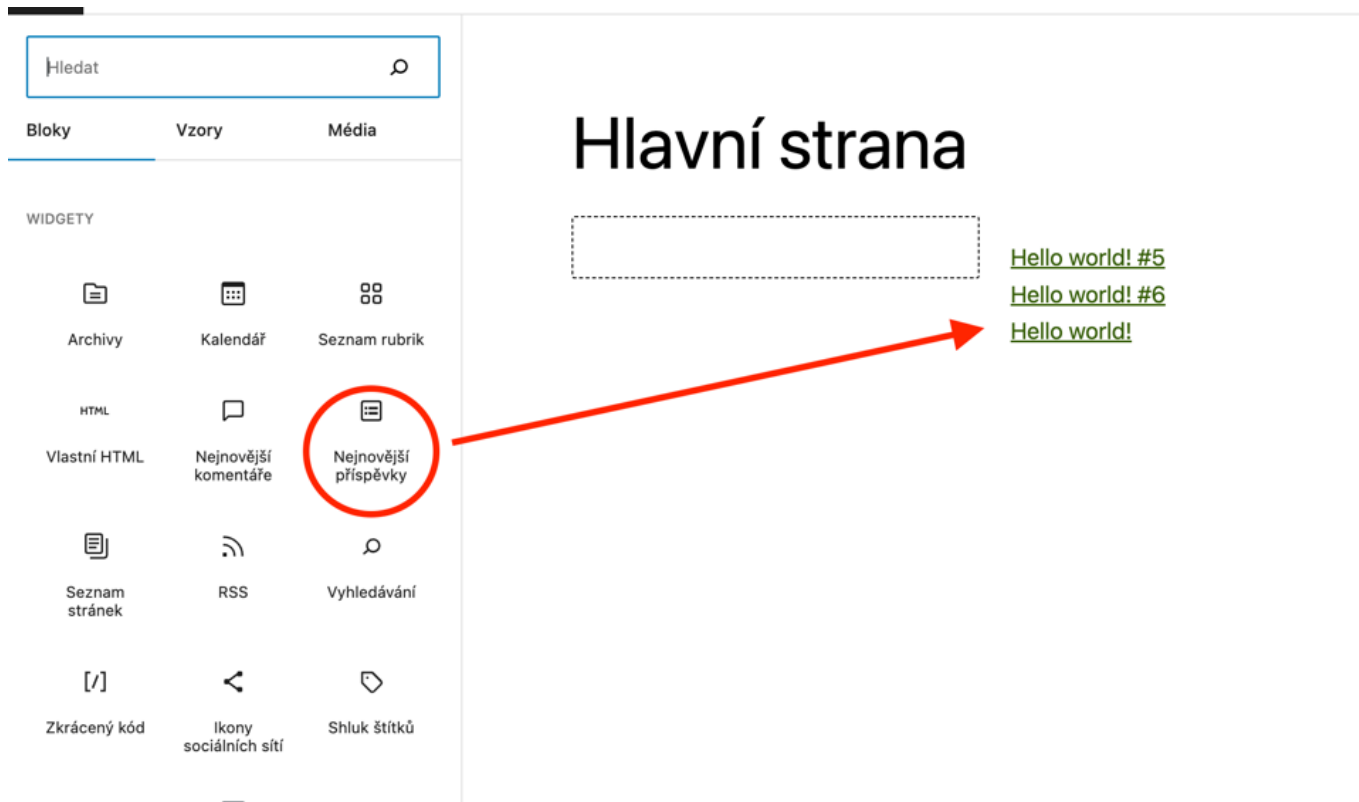 Hledat
Bloky
Vzory
Média
WIDGETY
Archivy
Kalendář
Seznam rubrik
HTML
Vlastní HTML
Nejnovější
komentáře
Nejnovější
příspěvky
Seznam
stránek
RSS
Vyhledávání
[/]
Zkrácený kód
Ikony
sociálních sítí
Shluk štítků
Hlavní strana
Hello world! #5
Hello world! #6
Hello world!